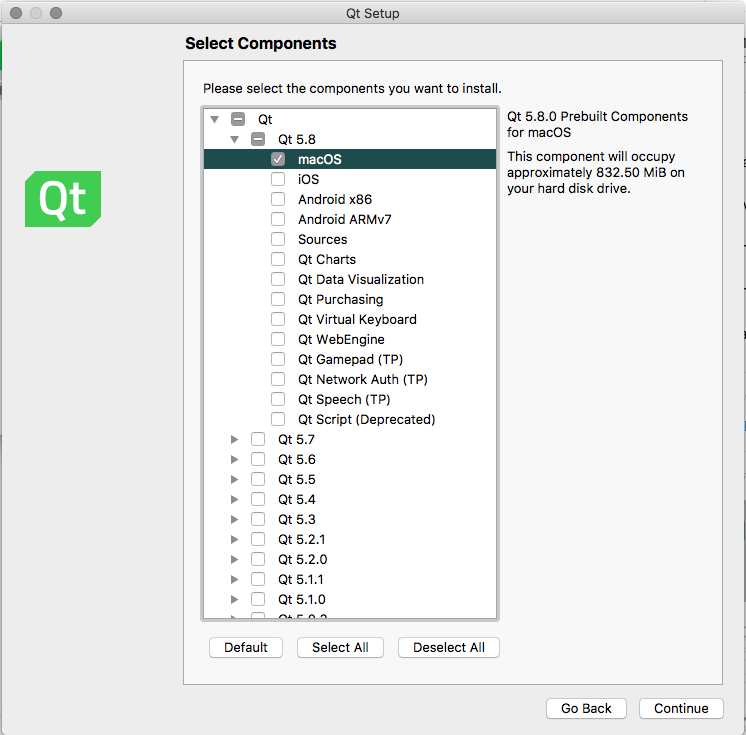 Qt Setup
Select Components
Please select the components you want to install.
Qt
Qt 5.8
macOS
iOS
Android x86
Android ARMv7
Sources
Qt Charts
Qt Data Visualization
Qt Purchasing
Qt Virtual Keyboard
Qt WebEngine
Qt Gamepad (TP)
Qt Network Auth (TP)
Qt Speech (TP)
Qt Script (Deprecated)
Qt 5.7
Qt 5.6
Qt 5.5
Qt 5.4
Qt 5.3
Qt 5.2.1
Qt 5.2.0
Qt 5.1.1
Qt 5.1.0
Qt 5.8.0 Prebuilt Components
for macOS
This component will occupy
approximately 832.50 MiB on
your hard disk drive.
Qt
Default
Select All
Deselect All
Go Back
Continue